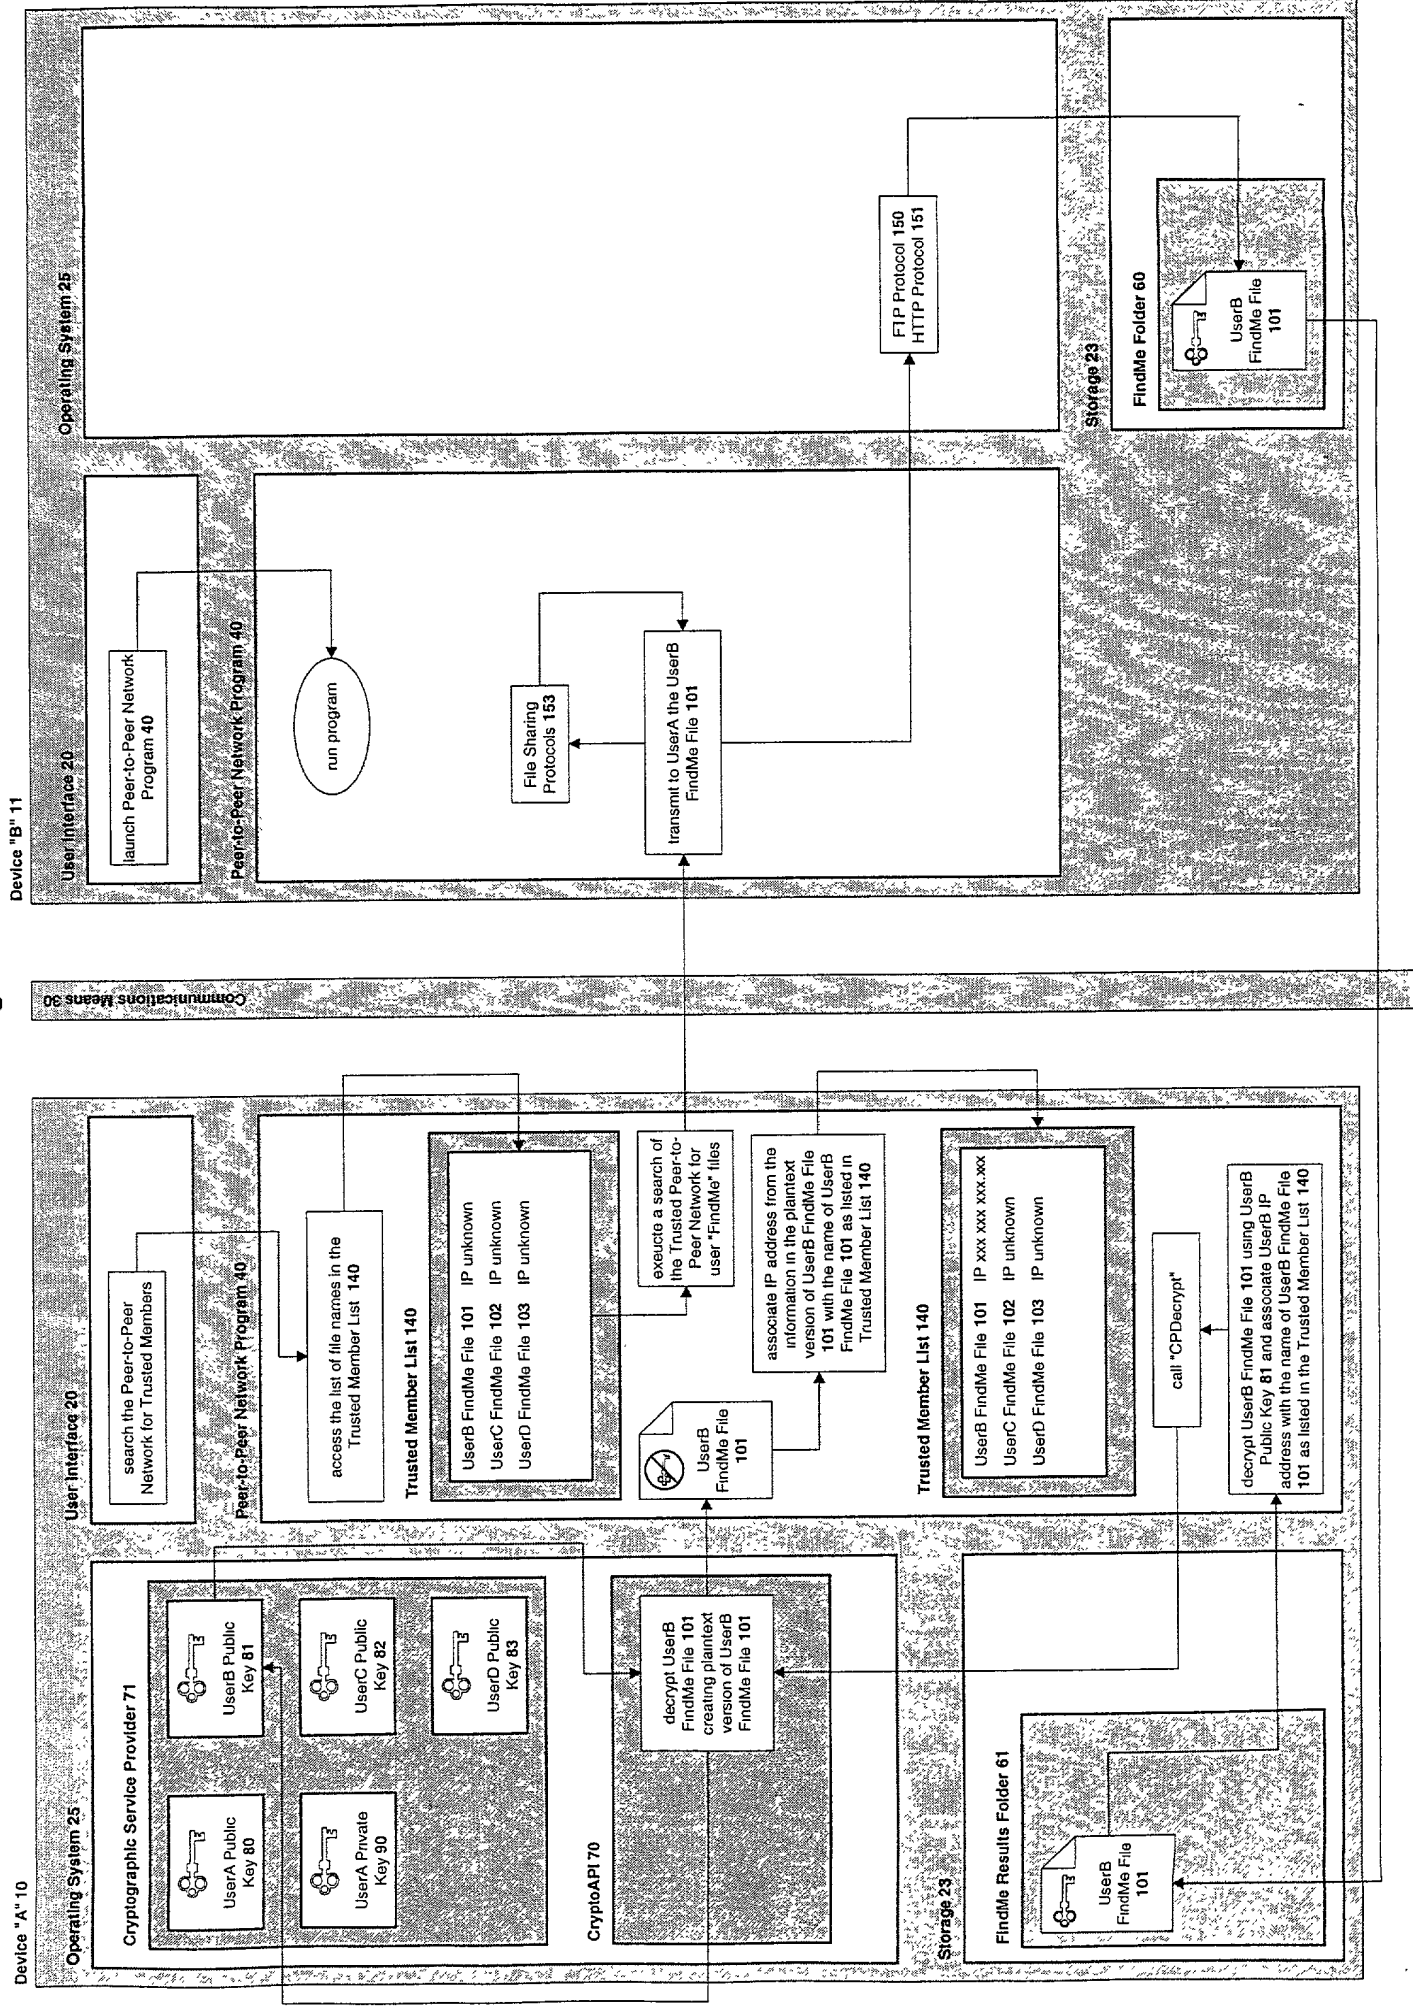 Device "A" 10
Operating System 25
Cryptographic Service Provider 71
UserA Public
Key 80
UserB Public
Key 81
UserA Private
Key 90
UserC Public
Key 82
UserD Public
Key 83
CryptoAPI 70
decrypt UserB
FindMe File 101
creating plaintext
version of UserB
FindMe File 101
Storage 23
FindMe Results Folder 61
UserB
FindMe File
101
User Interface 20
search the Peer-to-Peer
Network for Trusted Members
Peer-to-Peer Network Program 40
access the list of file names in the
Trusted Member List 140
Trusted Member List 140
UserB FindMe File 101 IP unknown
UserC FindMe File 102 IP unknown
UserD FindMe File 103 IP unknown
exeucte a search of
the Trusted Peer-to-
Peer Network for
user "FindMe" files
UserB
FindMe File
101
associate IP address from the
information in the plaintext
version of UserB FindMe File
101 with the name of UserB
FindMe File 101 as listed in
Trusted Member List 140
Trusted Member List 140
UserB FindMe File 101 IP xxx xxx xxx.xxx
UserC FindMe File 102 IP unknown
UserD FindMe File 103 IP unknown
call "CPDecrypt"
decrypt UserB FindMe File 101 using UserB
Public Key 81 and associate UserB IP
address with the name of UserB FindMe File
101 as listed in the Trusted Member List 140
Communications Means 30
Device "B" 11
User Interface 20
launch Peer-to-Peer Network
Program 40
Peer-to-Peer Network Program 40
run program
File Sharing
Protocols 153
transmit to UserA the UserB
FindMe File 101
Operating System 25
FTP Protocol 150
HTTP Protocol 151
Storage 23
FindMe Folder 60
UserB
FindMe File
101